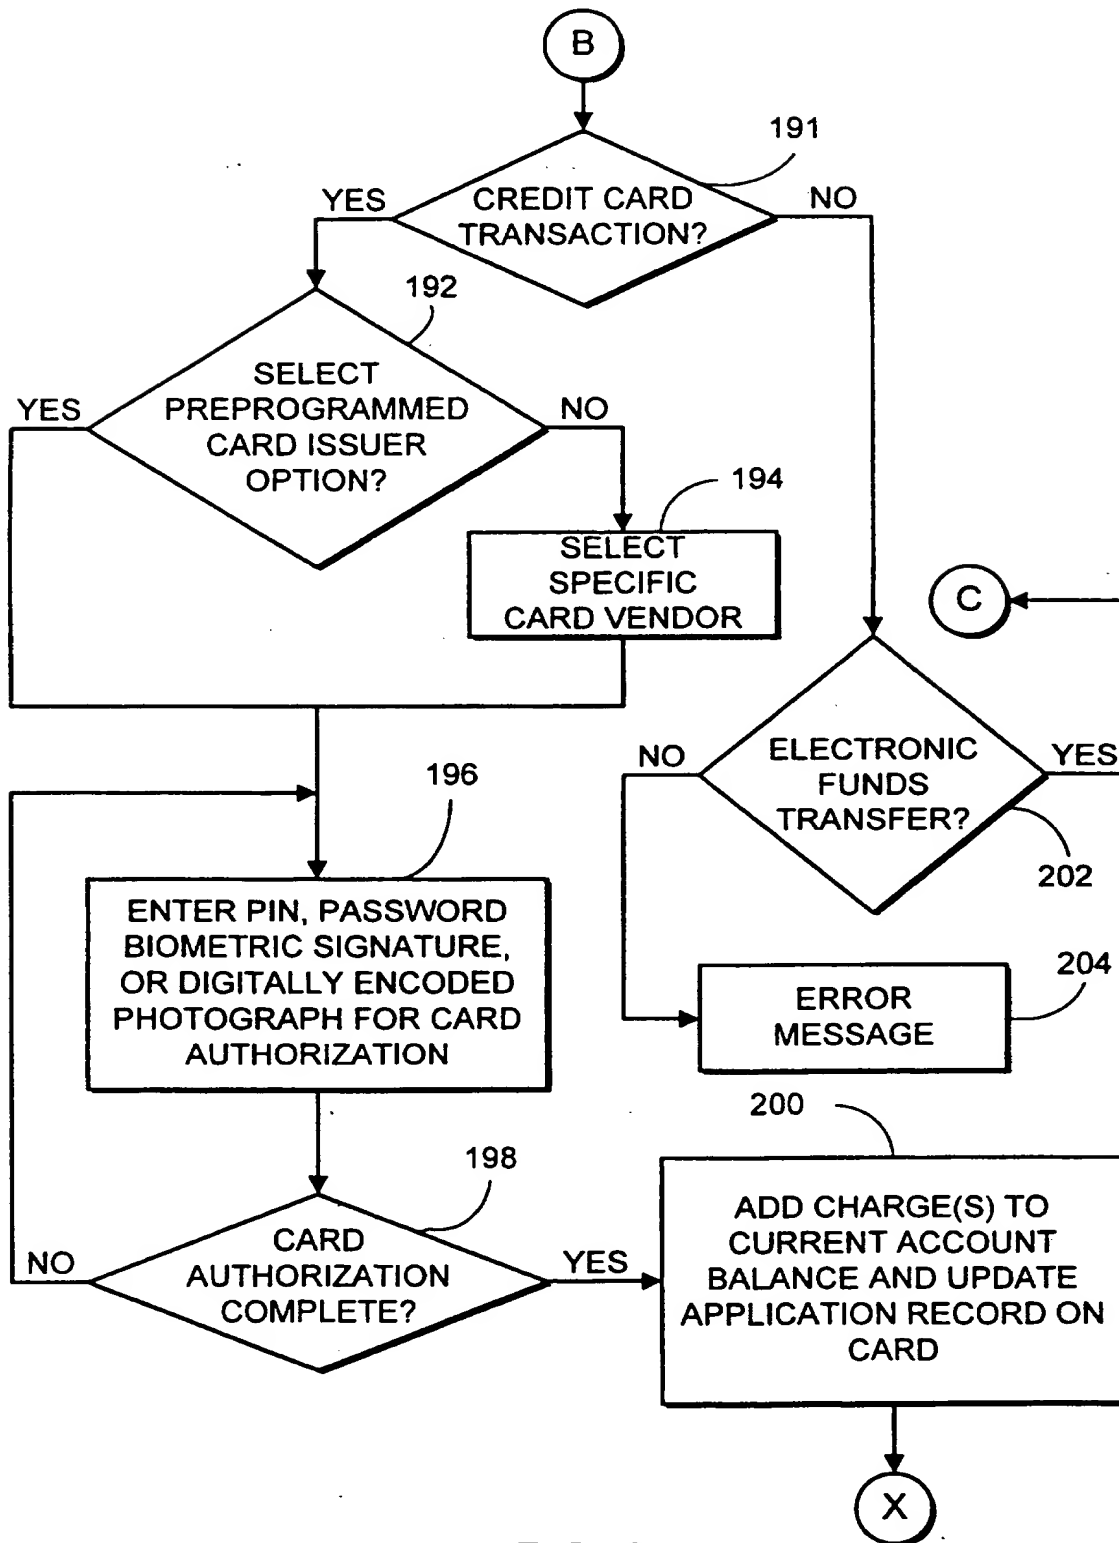 B
191
CREDIT CARD
TRANSACTION?
YES
NO
192
SELECT
PREPROGRAMMED
CARD ISSUER
OPTION?
YES
NO
194
SELECT
SPECIFIC
CARD VENDOR
C
ELECTRONIC
FUNDS
TRANSFER?
NO
YES
202
196
ENTER PIN, PASSWORD
BIOMETRIC SIGNATURE,
OR DIGITALLY ENCODED
PHOTOGRAPH FOR CARD
AUTHORIZATION
204
ERROR
MESSAGE
198
CARD
AUTHORIZATION
COMPLETE?
NO
YES
200
ADD CHARGE(S) TO
CURRENT ACCOUNT
BALANCE AND UPDATE
APPLICATION RECORD ON
CARD
X